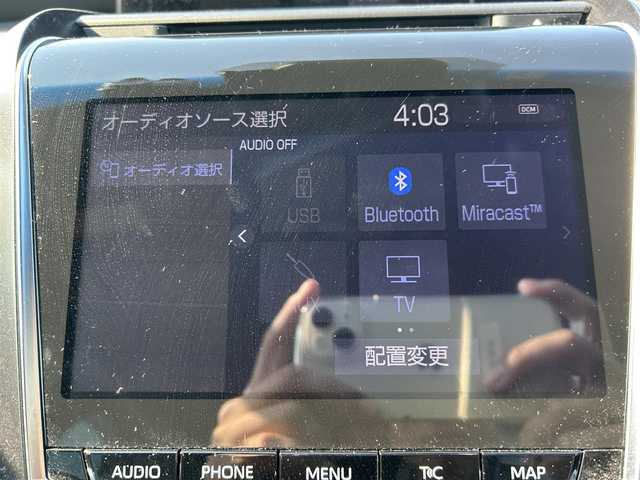 オーディオソース選択
4:03
DCM
AUDIO OFF
オーディオ選択
USB
Bluetooth
Miracast™
TV
配置変更
AUDIO
PHONE
MENU
T\C
MAP